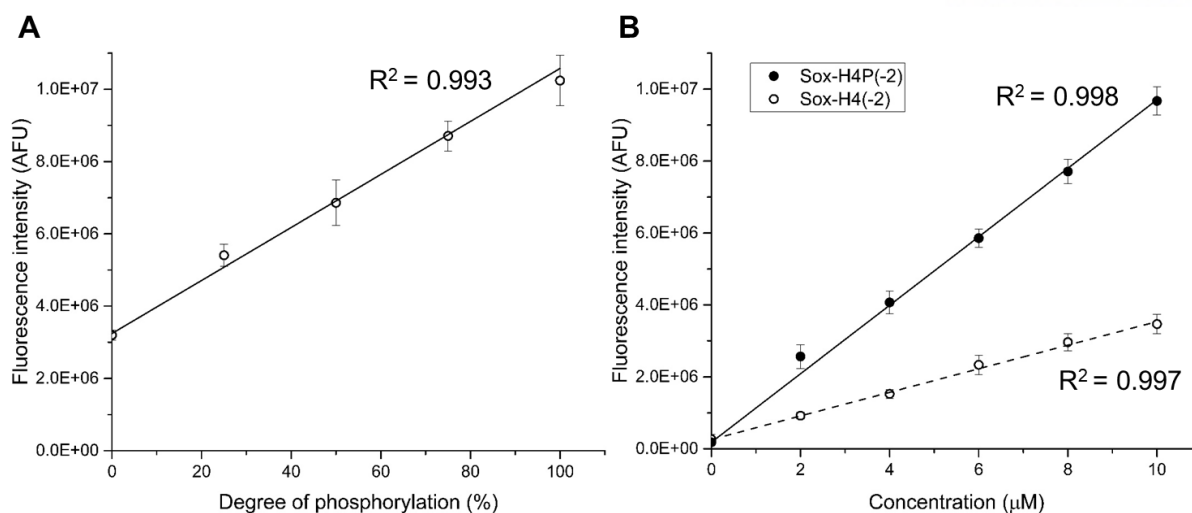 A
R² = 0.993
Fluorescence intensity (AFU)
1.0E+07
8.0E+06
6.0E+06
4.0E+06
2.0E+06
0.0E+00
0 20 40 60 80 100
Degree of phosphorylation (%)
B
Sox-H4P(-2)
Sox-H4(-2)
R² = 0.998
R² = 0.997
Fluorescence intensity (AFU)
1.0E+07
8.0E+06
6.0E+06
4.0E+06
2.0E+06
0.0E+00
0 2 4 6 8 10
Concentration (μM)